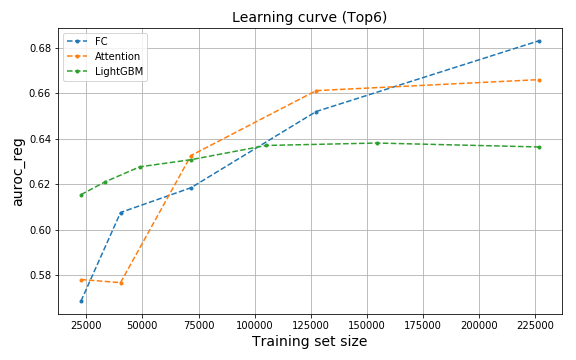 Learning curve (Top6)
FC
Attention
LightGBM
auroc_reg
0.68
0.66
0.64
0.62
0.60
0.58
25000 50000 75000 100000 125000 150000 175000 200000 225000
Training set size